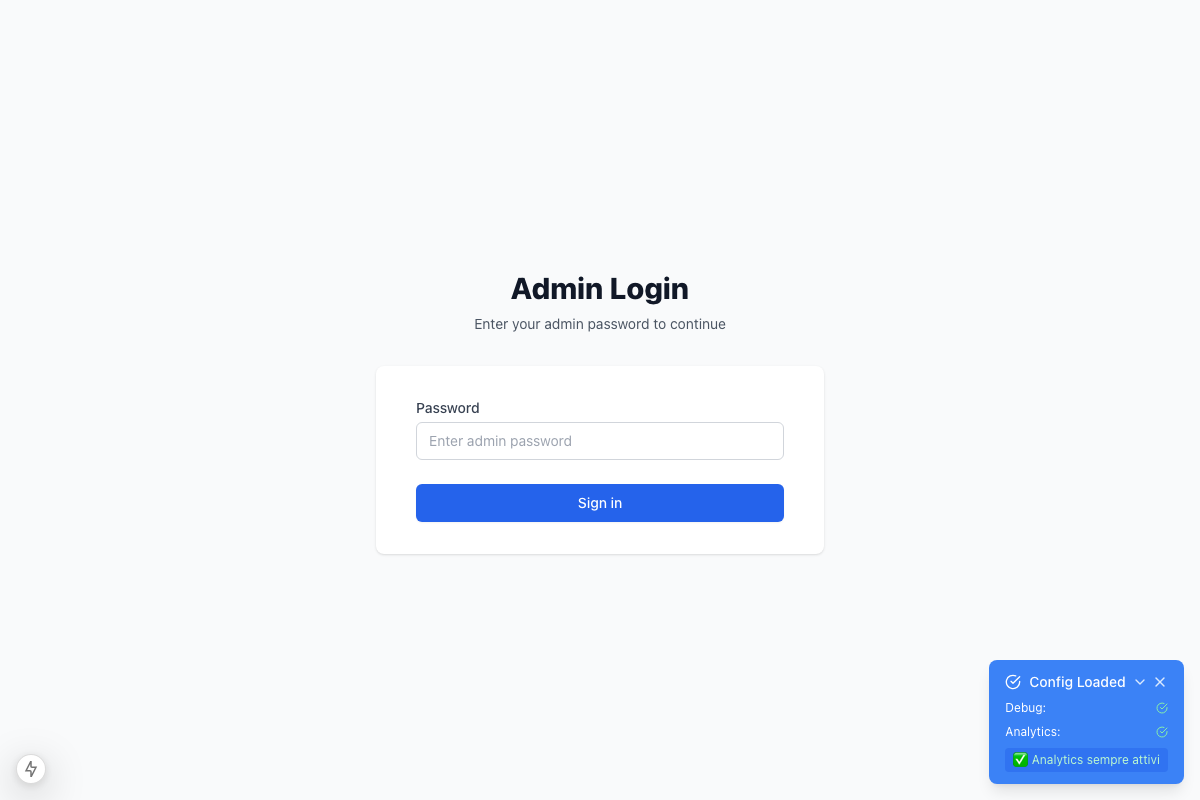 Admin Login
Enter your admin password to continue
Password
Enter admin password
Sign in
Config Loaded
Debug:
Analytics:
✅ Analytics sempre attivi